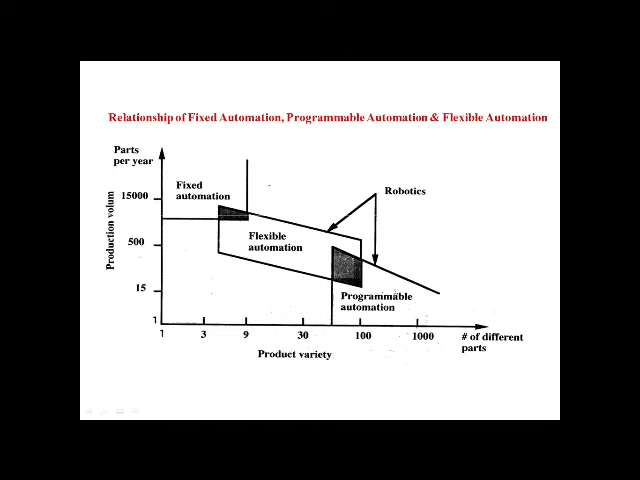 Relationship of Fixed Automation, Programmable Automation & Flexible Automation
Parts
per year
Fixed
automation
Robotics
15000
Production volum
Flexible
automation
500
15
Programmable
automation
1
1 3 9 30 100 1000
# of different
parts
Product variety